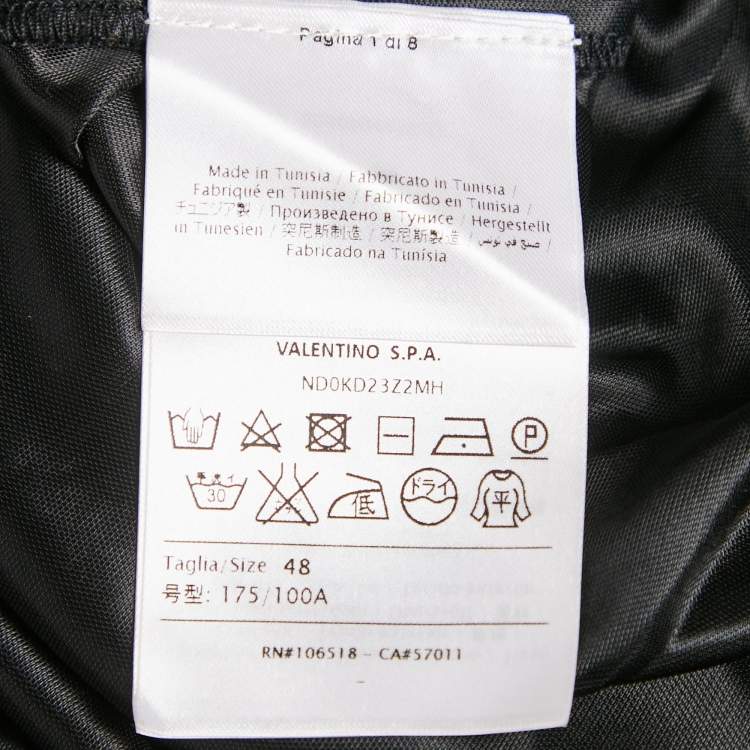 Pagina 1 di 8
Made in Tunisia / Fabbricato in Tunisia /
Fabriqué en Tunisie / Fabricado en Tunisia /
チュニジア製 / Произведено в Тунисе / Hergestellt
in Tunesien / 突尼斯制造 / 突尼斯製造 / صنع في تونس /
Fabricado na Tunísia
VALENTINO S.P.A.
ND0KD23Z2MH
P
手洗イ 30 低 ドライ 平
Taglia/Size 48
号型: 175/100A
RN#106518 – CA#57011